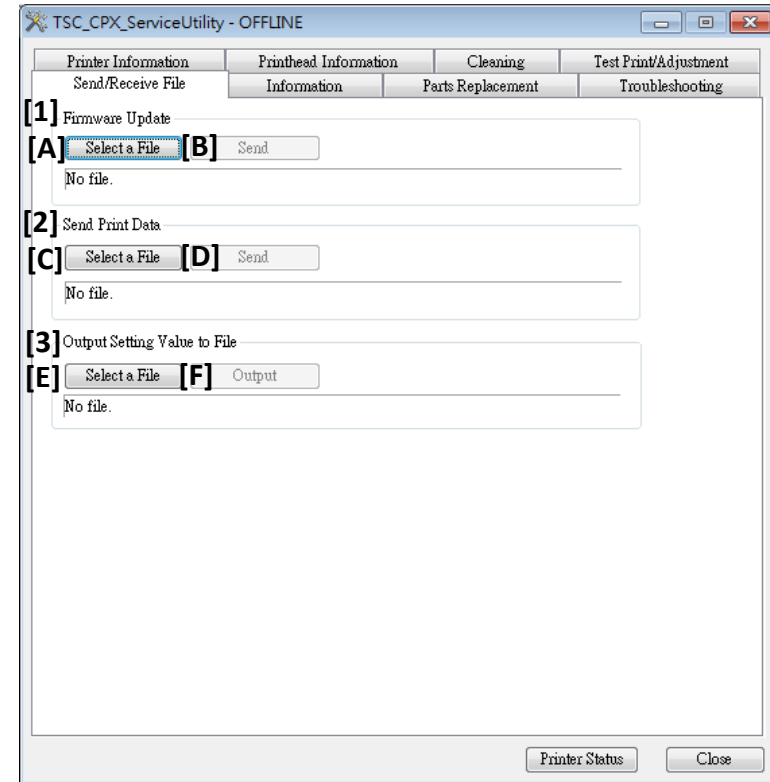 TSC_CPX_ServiceUtility - OFFLINE
Printer Information Printhead Information Cleaning Test Print/Adjustment
Send/Receive File Information Parts Replacement Troubleshooting
[1] Firmware Update
[A] Select a File [B] Send
No file.
[2] Send Print Data
[C] Select a File [D] Send
No file.
[3] Output Setting Value to File
[E] Select a File [F] Output
No file.
Printer Status Close